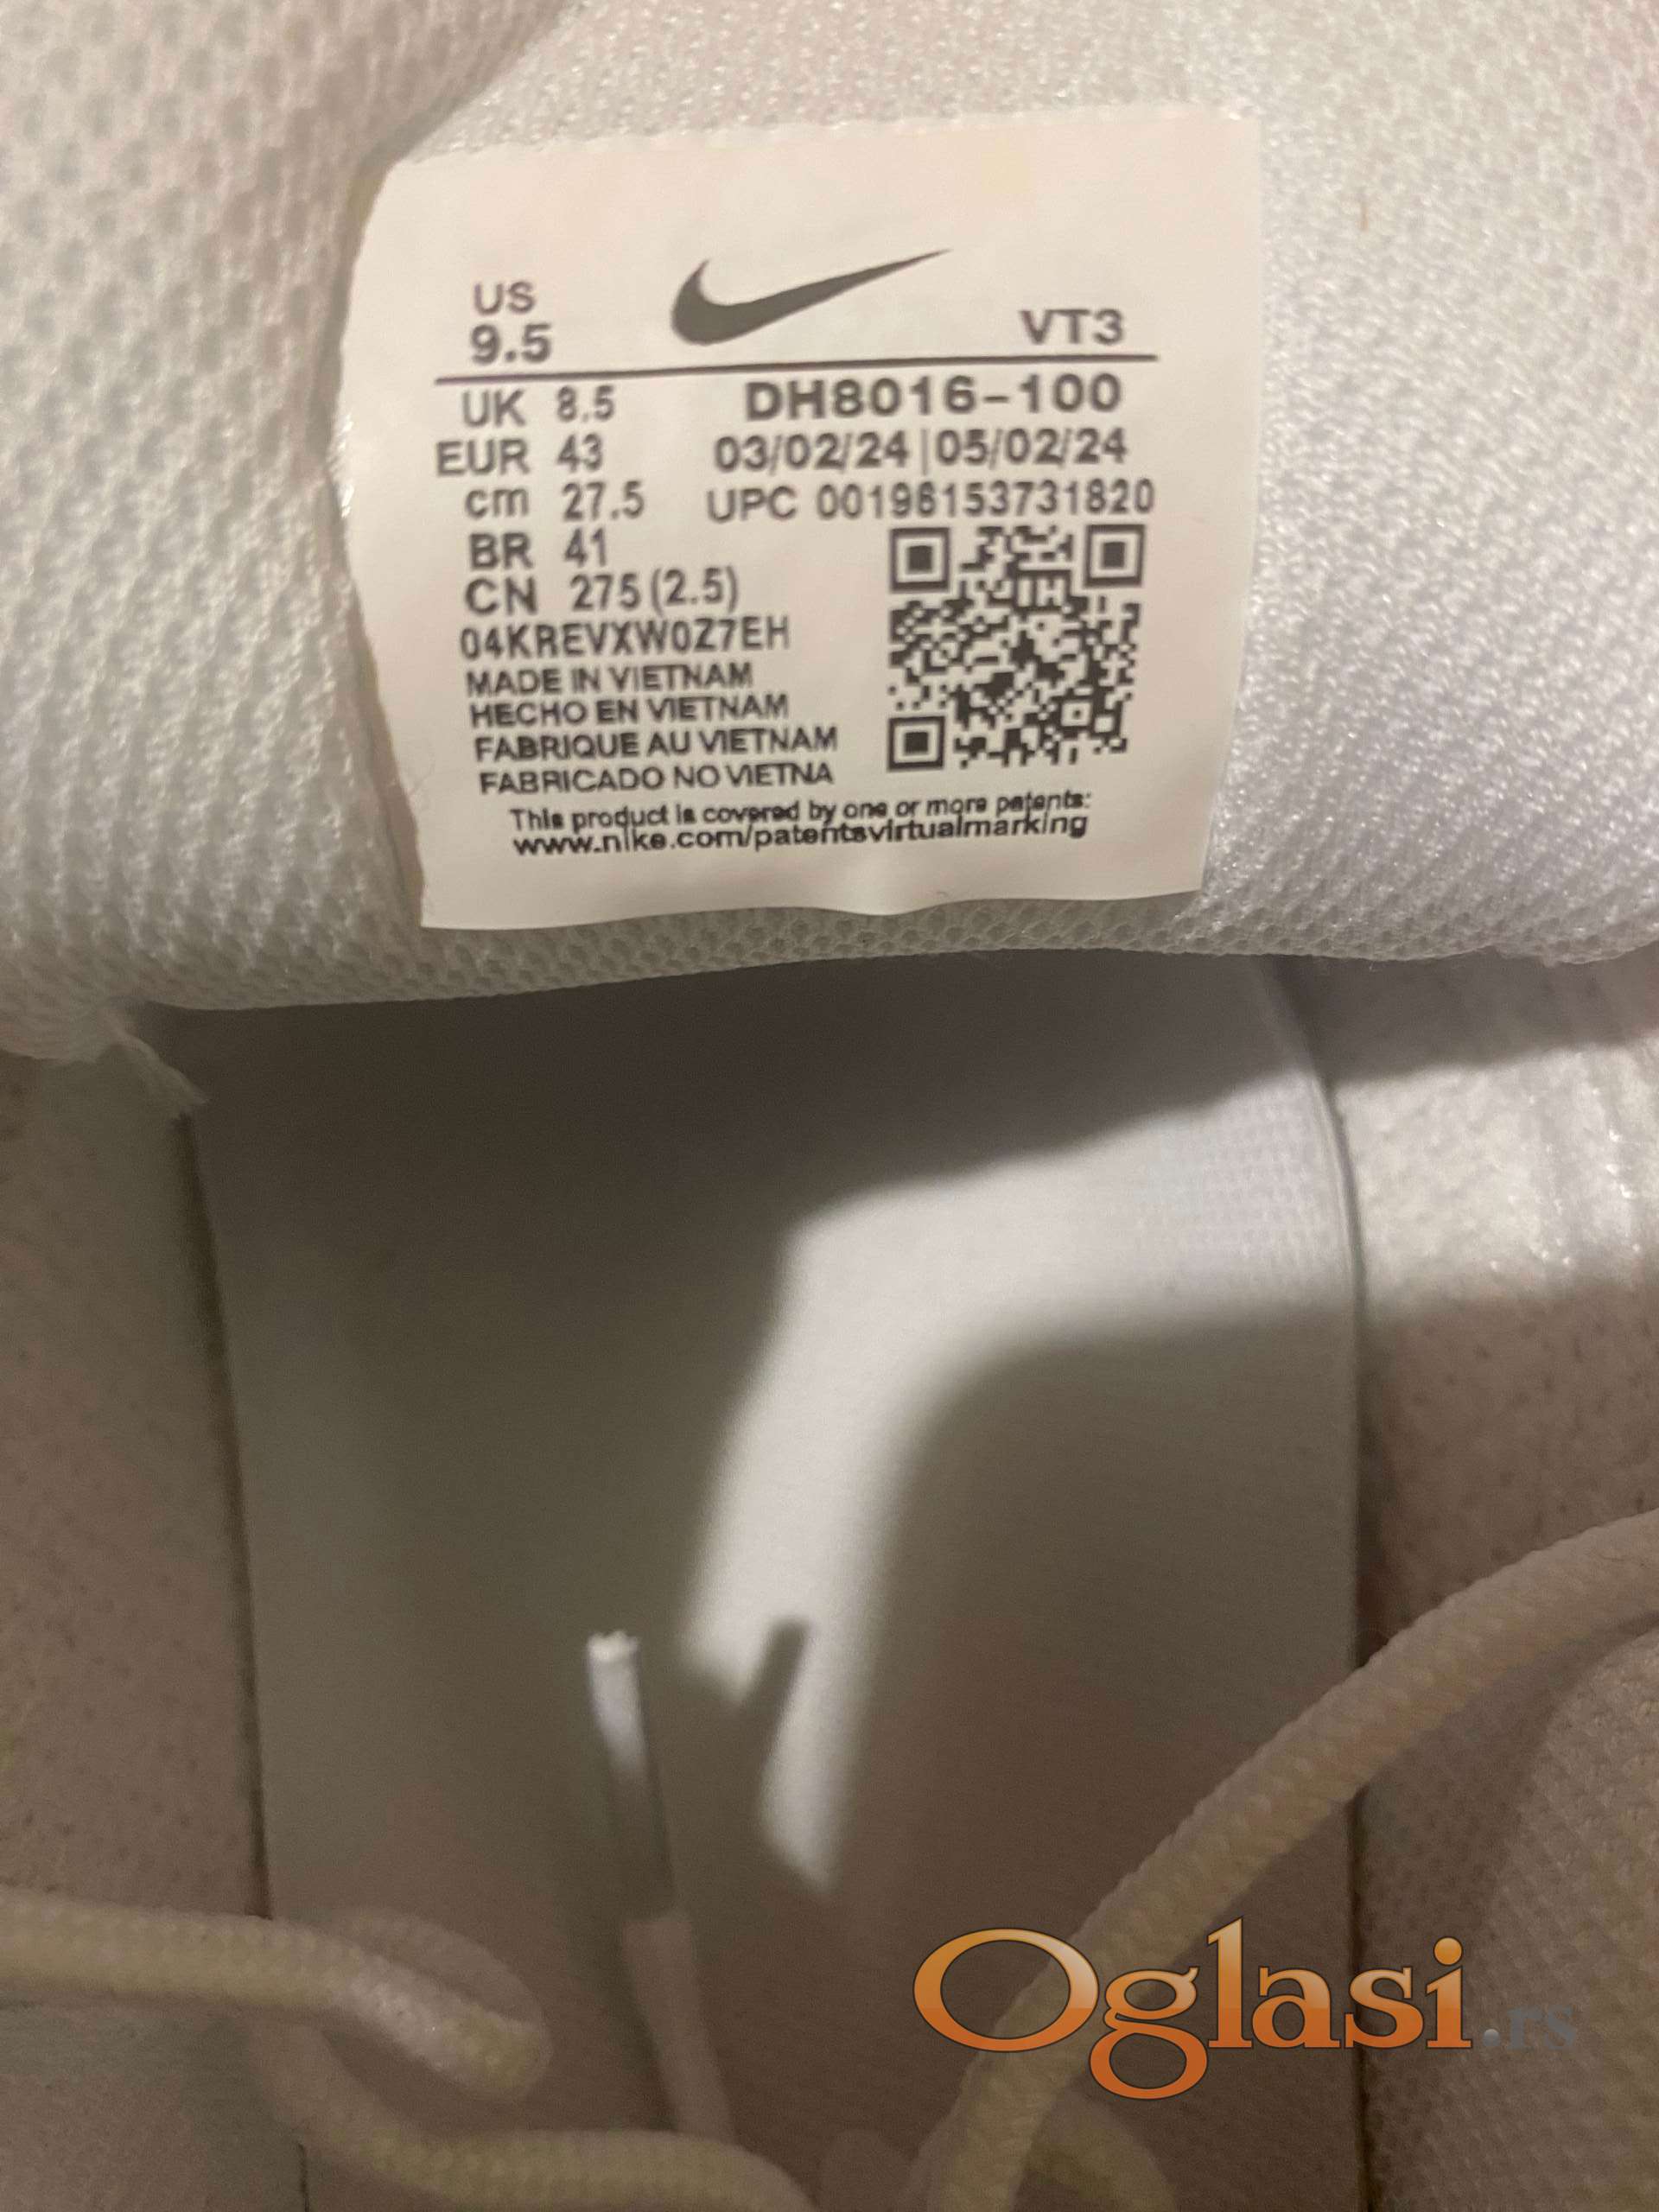 US
9.5
VT3
UK 8.5 DH8016-100
EUR 43 03/02/24|05/02/24
cm 27.5 UPC 00196153731820
BR 41
CN 275(2.5)
04KREVXW0Z7EH
MADE IN VIETNAM
HECHO EN VIETNAM
FABRIQUE AU VIETNAM
FABRICADO NO VIETNA
This product is covered by one or more patents:
www.nike.com/patentsvirtualmarking
Oglasi.rs